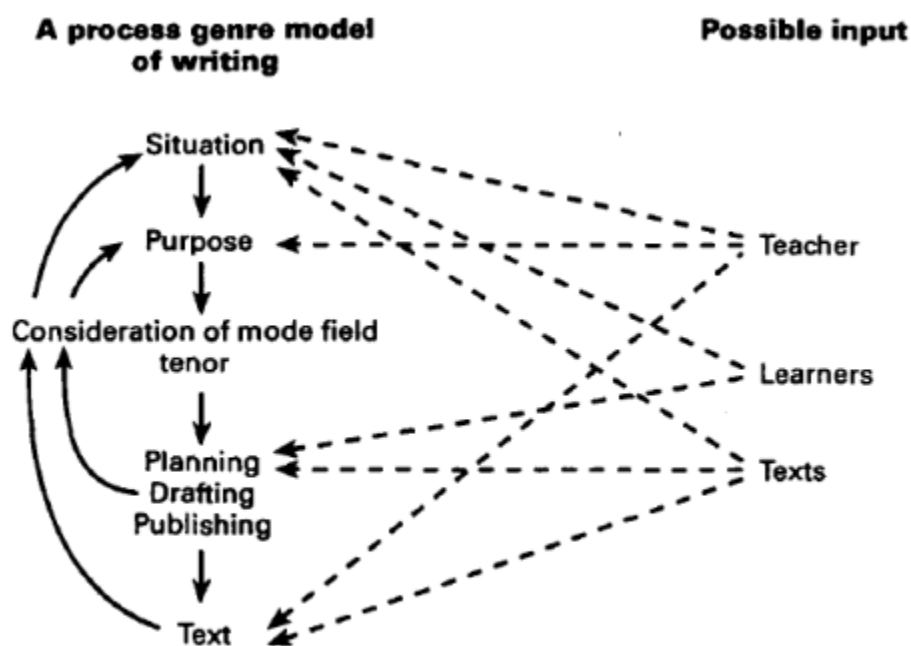 A process genre model
of writing
Possible input
Situation
Purpose
Teacher
Consideration of mode field
tenor
Learners
Planning
Drafting
Publishing
Texts
Text